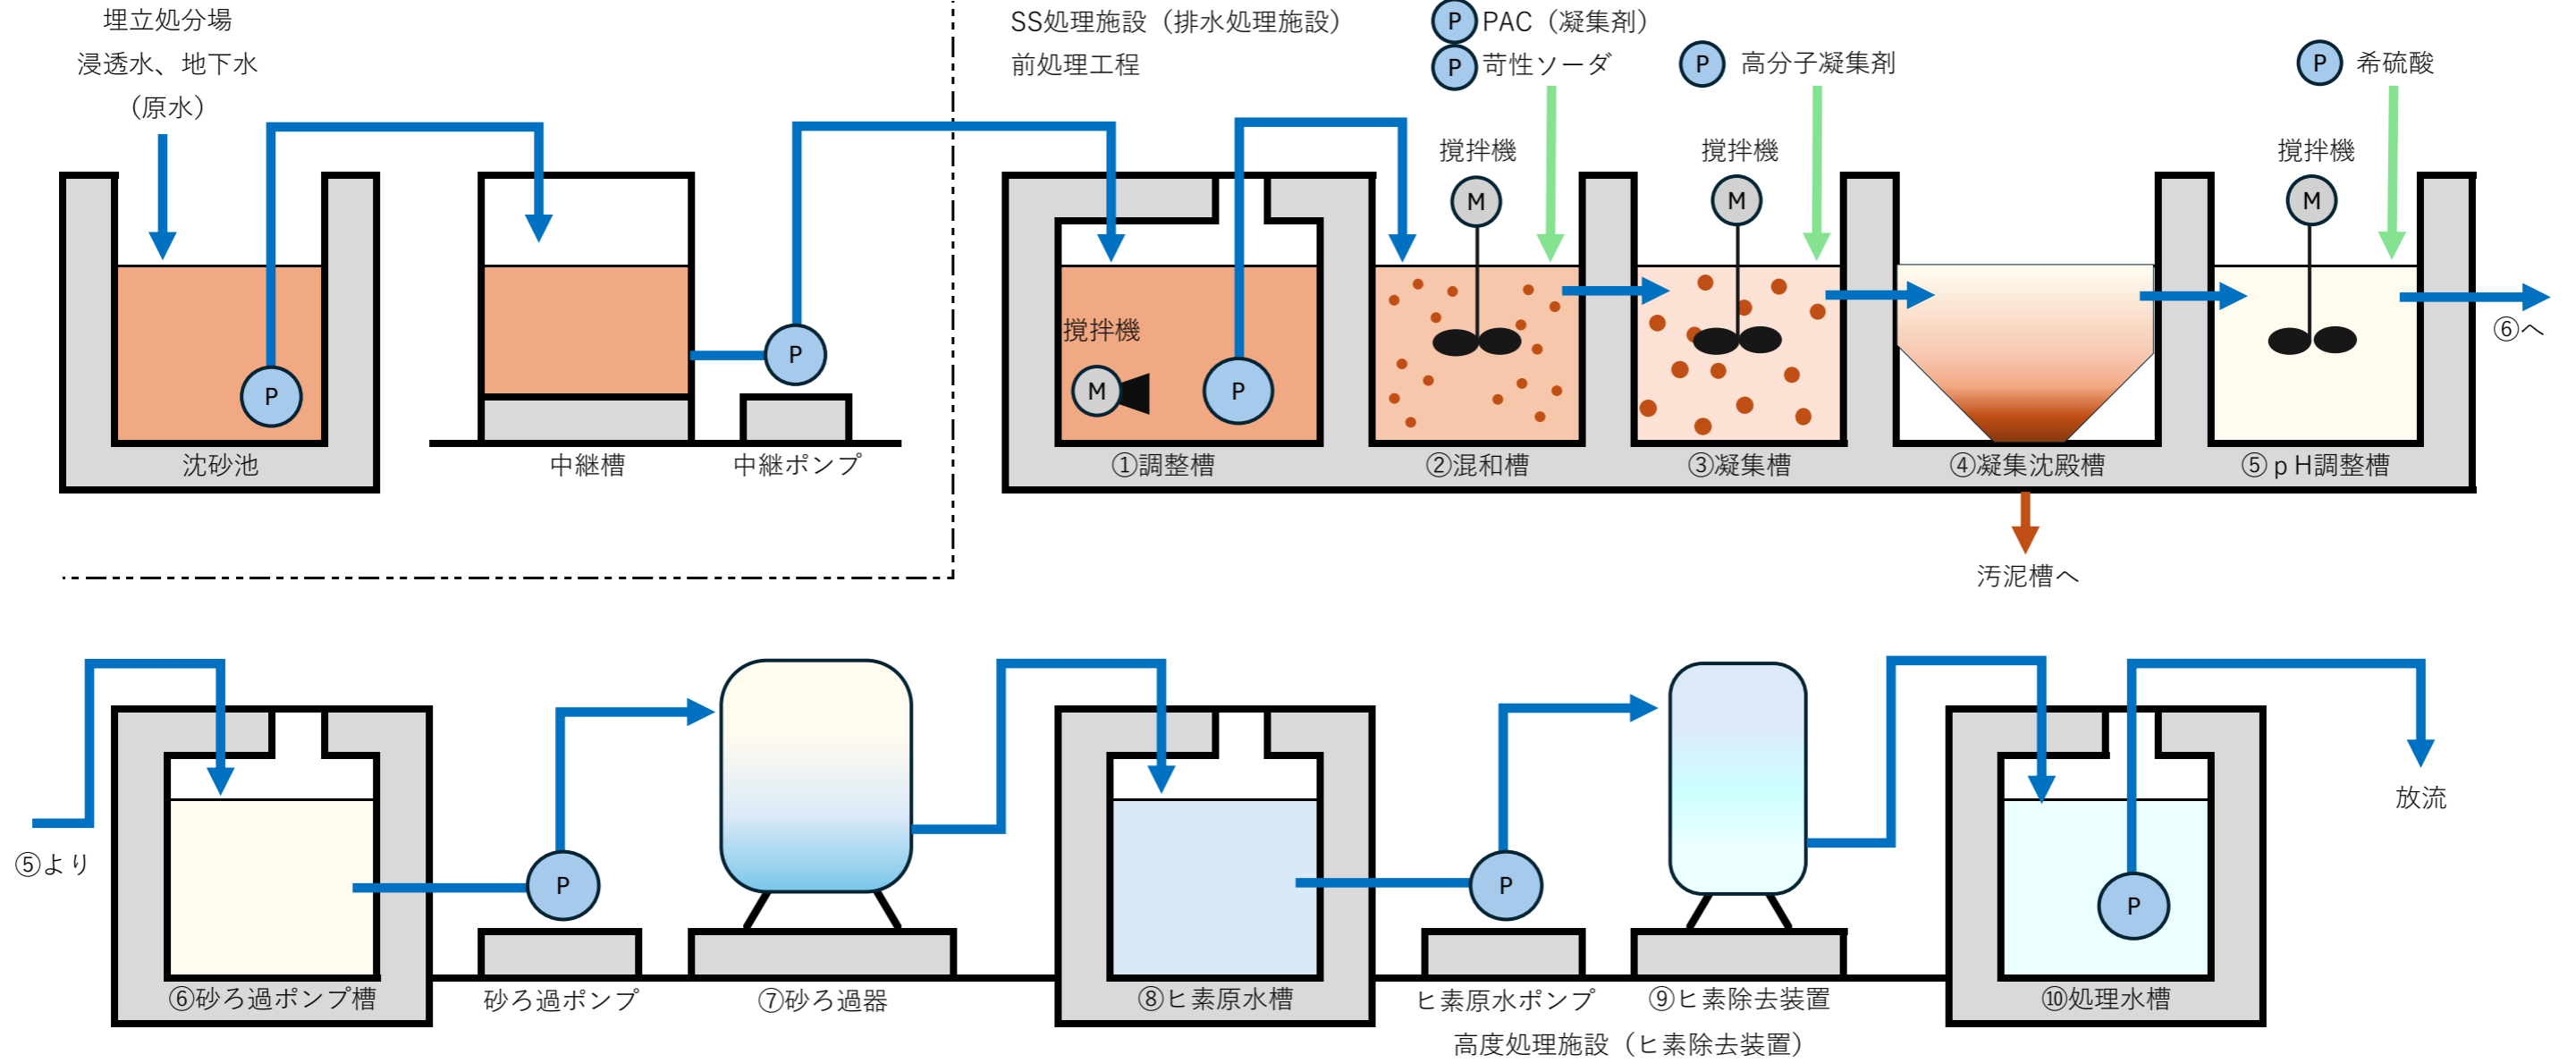 埋立処分場
浸透水、地下水
（原水）
SS処理施設（排水処理施設）
前処理工程
P PAC（凝集剤）
P 苛性ソーダ
P 高分子凝集剤
P 希硫酸
撹拌機
撹拌機
撹拌機
M
M
M
撹拌機
M
P
P
P
⑥へ
沈砂池
中継槽
中継ポンプ
①調整槽
②混和槽
③凝集槽
④凝集沈殿槽
⑤ｐH調整槽
汚泥槽へ
⑤より
P
P
P
放流
⑥砂ろ過ポンプ槽
砂ろ過ポンプ
⑦砂ろ過器
⑧ヒ素原水槽
ヒ素原水ポンプ
⑨ヒ素除去装置
⑩処理水槽
高度処理施設（ヒ素除去装置）